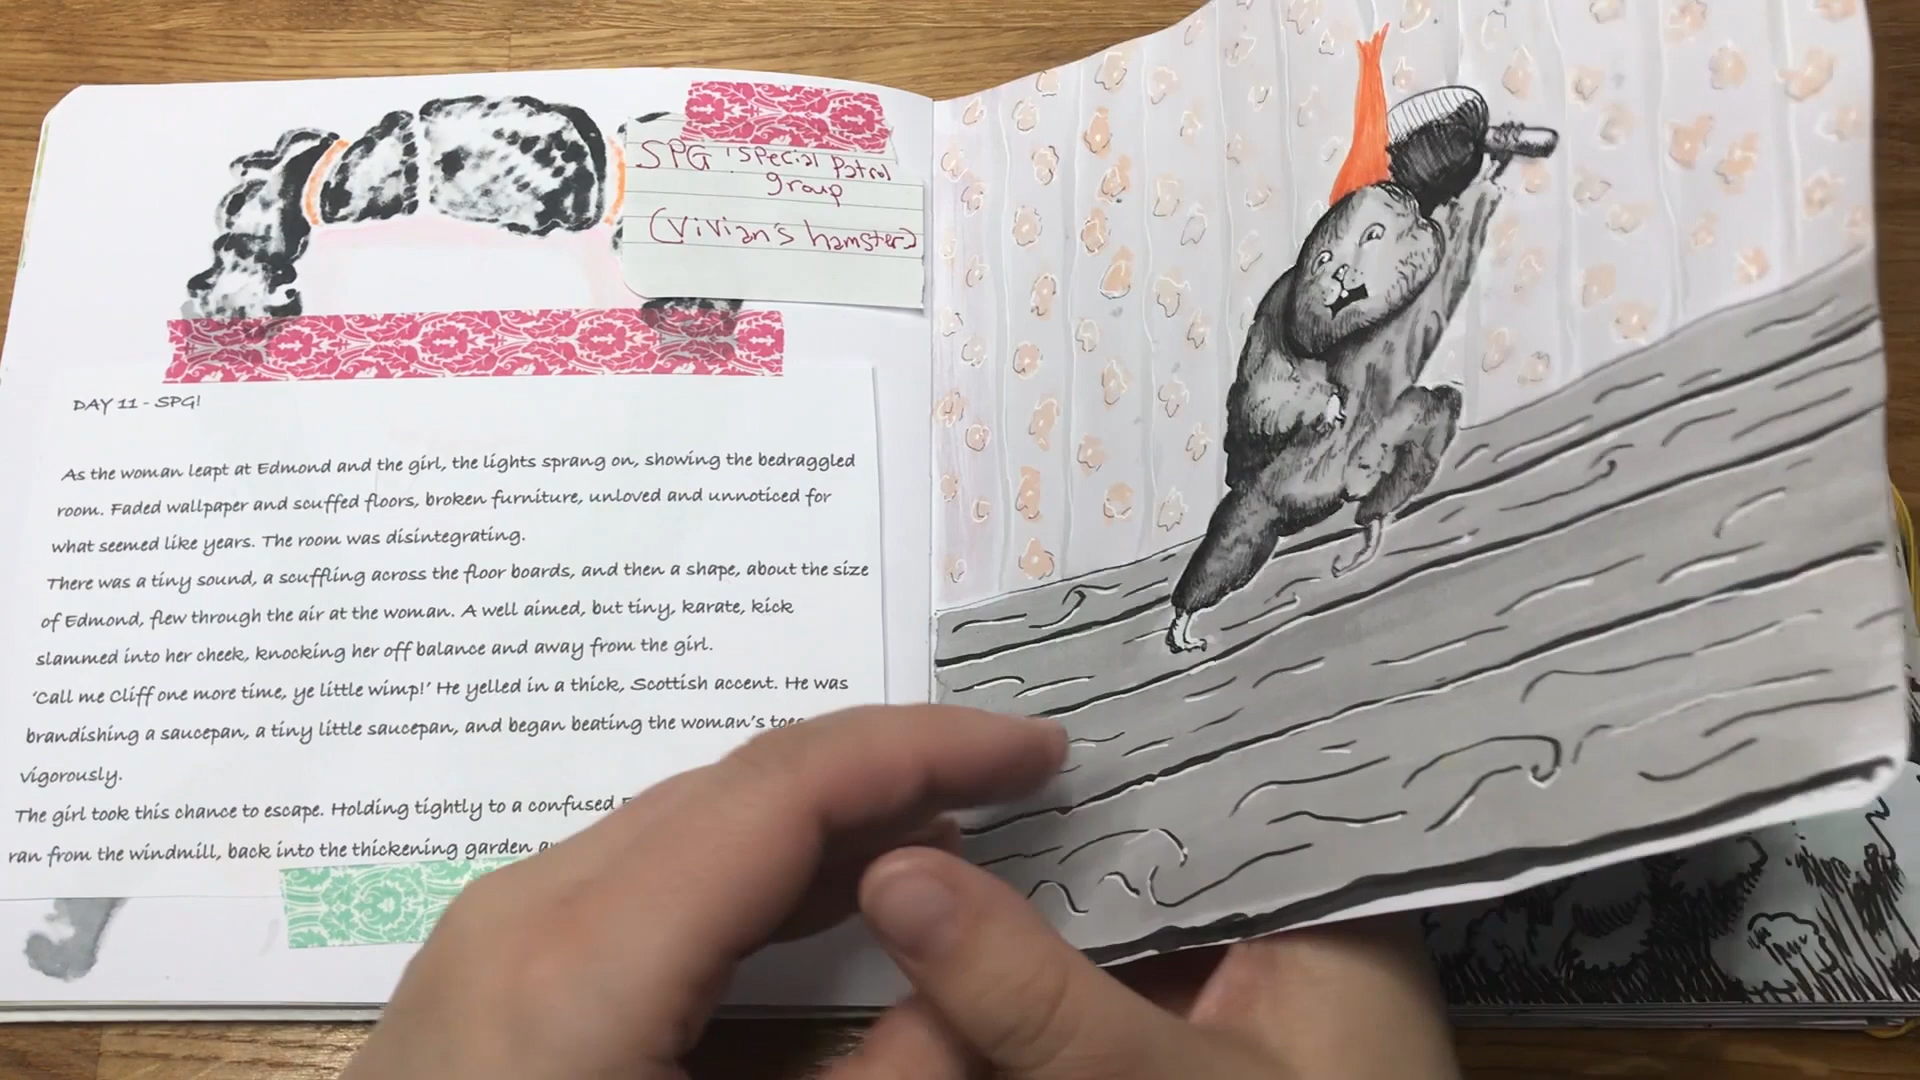 SPG 'Special Patrol
group
(Vivian's hamster)
DAY 11 - SPG!
As the woman leapt at Edmond and the girl, the lights sprang on, showing the bedraggled
room. Faded wallpaper and scuffed floors, broken furniture, unloved and unnoticed for
what seemed like years. The room was disintegrating.
There was a tiny sound, a scuffling across the floor boards, and then a shape, about the size
of Edmond, flew through the air at the woman. A well aimed, but tiny, karate, kick
slammed into her cheek, knocking her off balance and away from the girl.
'Call me Cliff one more time, ye little wimp!' He yelled in a thick, Scottish accent. He was
brandishing a saucepan, a tiny little saucepan, and began beating the woman's toes
vigorously.
The girl took this chance to escape. Holding tightly to a confused
ran from the windmill, back into the thickening garden